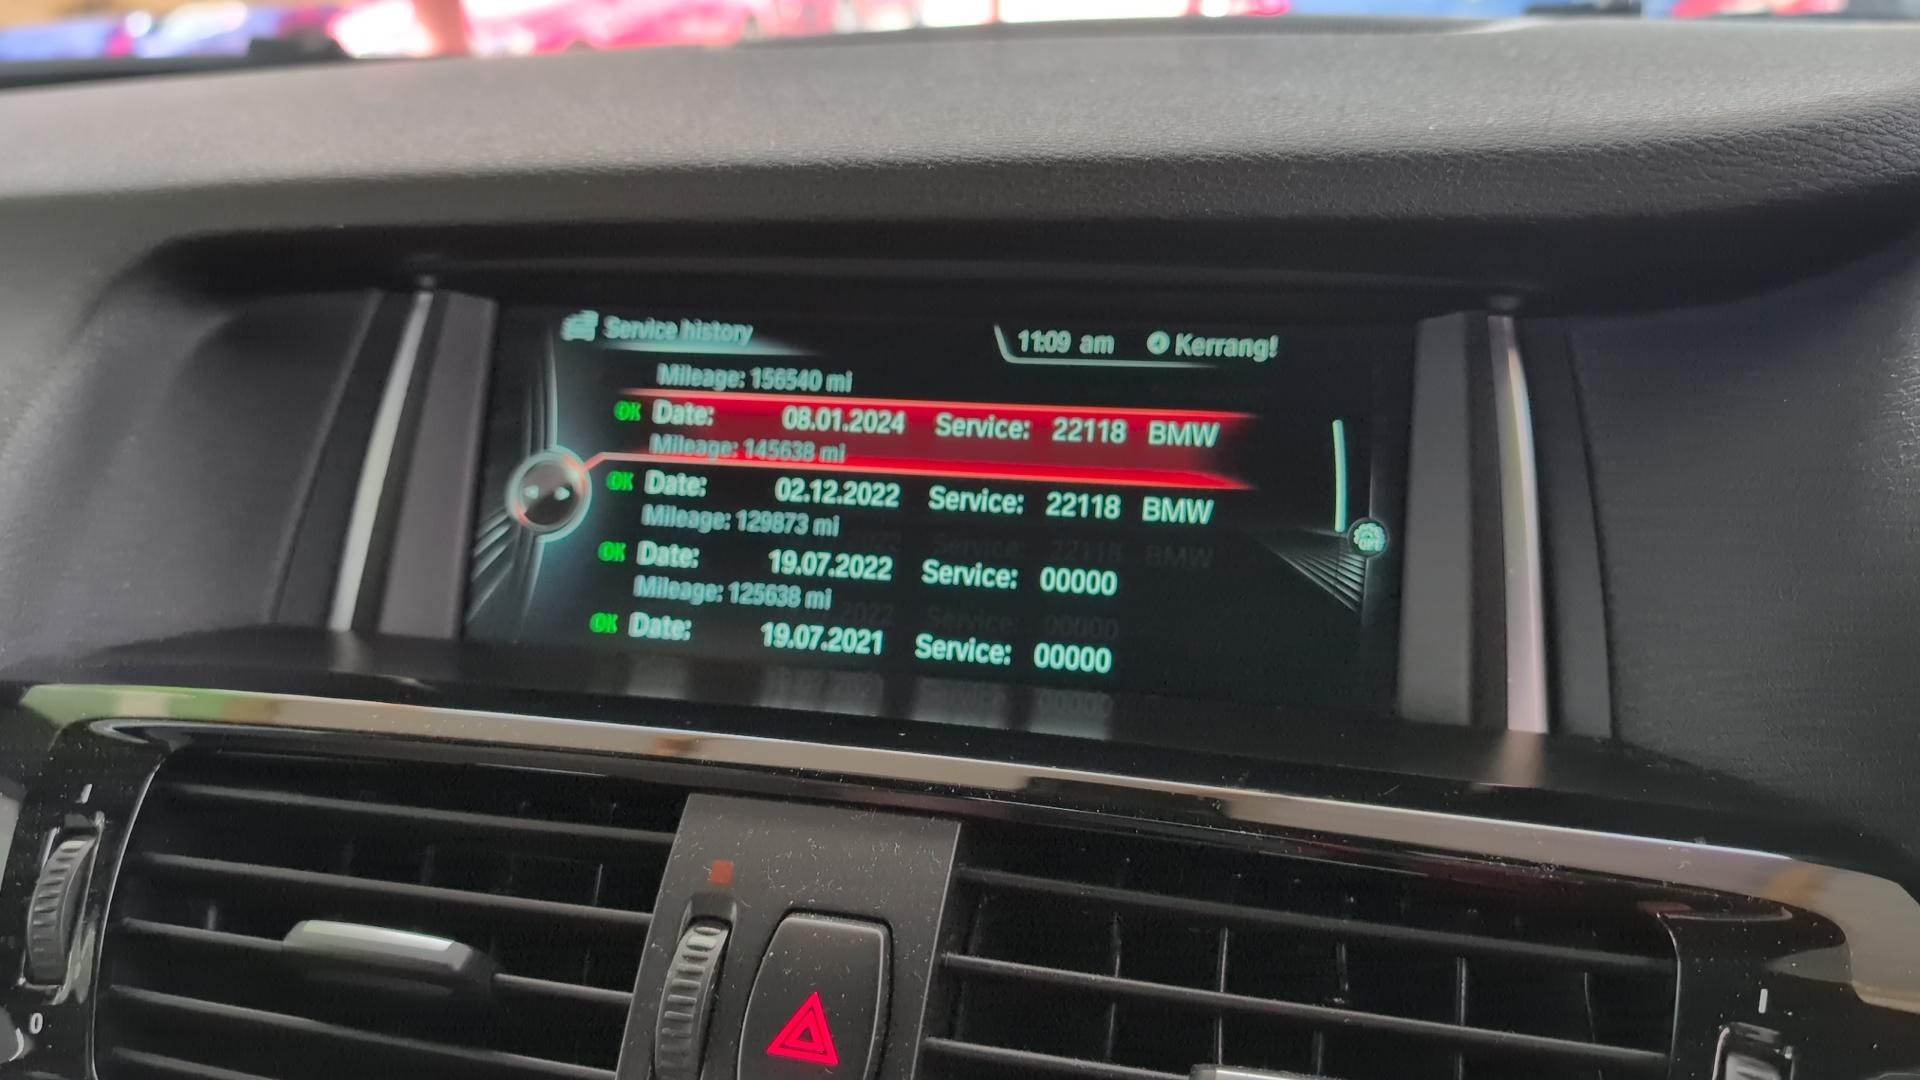 Service history
11:09 am Kerrang!
Mileage: 156540 mi
OK Date: 08.01.2024 Service: 22118 BMW
Mileage: 145638 mi
OK Date: 02.12.2022 Service: 22118 BMW
Mileage: 129873 mi
OK Date: 19.07.2022 Service: 00000
Mileage: 125638 mi
OK Date: 19.07.2021 Service: 00000
OFF
0